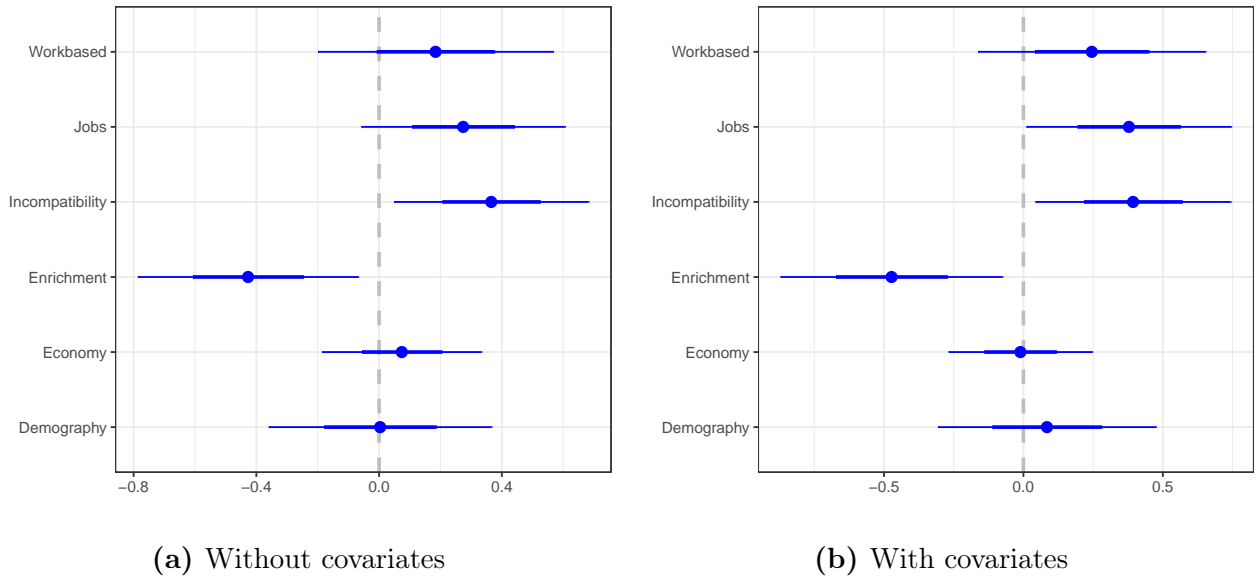 Workbased
Jobs
Incompatibility
Enrichment
Economy
Demography
−0.8 −0.4 0.0 0.4
(a) Without covariates
Workbased
Jobs
Incompatibility
Enrichment
Economy
Demography
−0.5 0.0 0.5
(b) With covariates